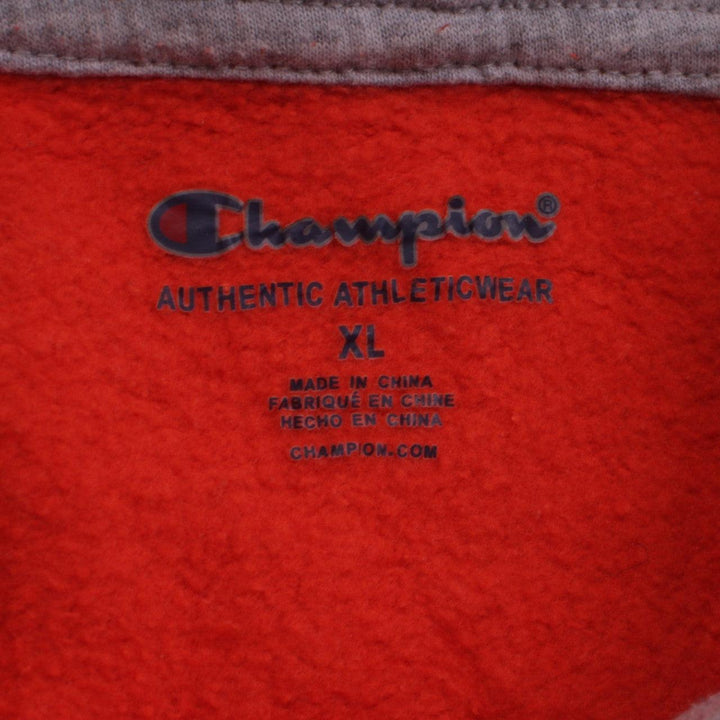 Champion®
AUTHENTIC ATHLETICWEAR
XL
MADE IN CHINA
FABRIQUÉ EN CHINE
HECHO EN CHINA
CHAMPION.COM